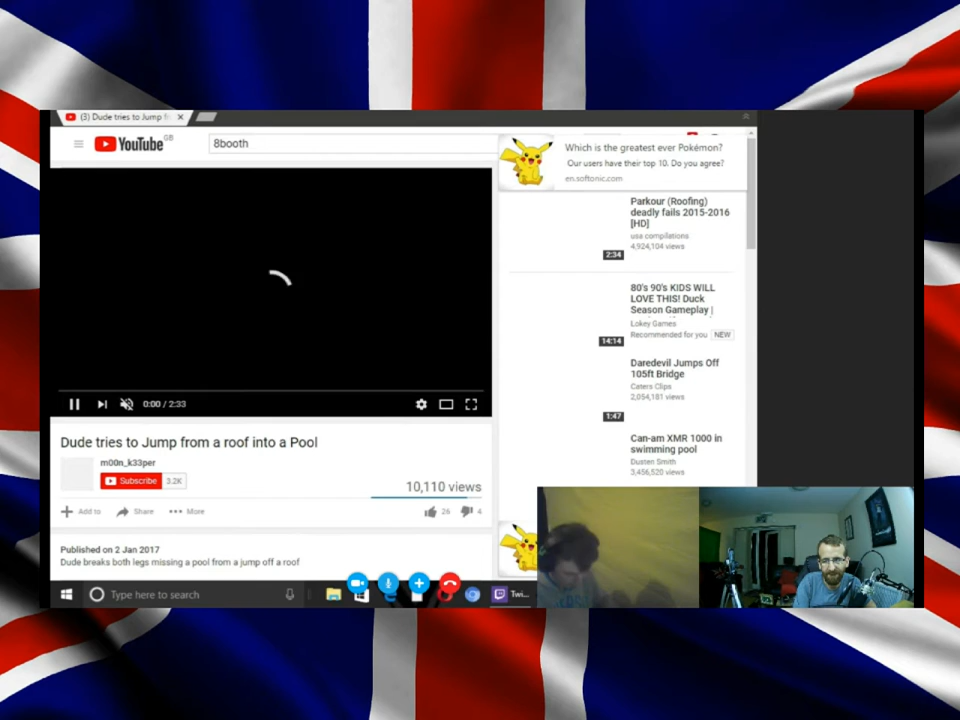 (3) Dude tries to Jump f
YouTube GB
8booth
Which is the greatest ever Pokémon?
Our users have their top 10. Do you agree?
en.softonic.com
Parkour (Roofing)
deadly fails 2015-2016
[HD]
usa compilations
4,924,104 views
2:34
80's 90's KIDS WILL
LOVE THIS! Duck
Season Gameplay |
Lokey Games
Recommended for you NEW
14:14
Daredevil Jumps Off
105ft Bridge
Caters Clips
2,054,181 views
1:47
Can-am XMR 1000 in
swimming pool
Dusten Smith
3,456,520 views
0:00 / 2:33
Dude tries to Jump from a roof into a Pool
m00n_k33per
Subscribe 3.2K
10,110 views
Add to Share More 26 4
Published on 2 Jan 2017
Dude breaks both legs missing a pool from a jump off a roof
Type here to search
Twi...